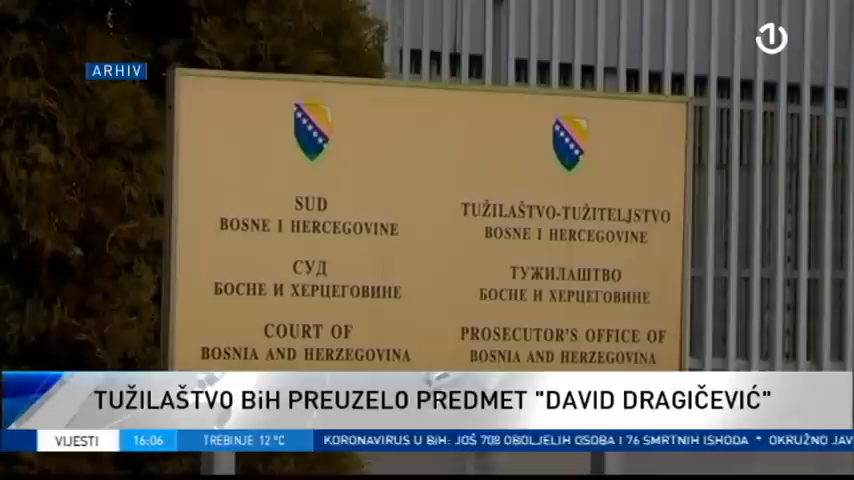 ARHIV
SUD
BOSNE I HERCEGOVINE
СУД
БОСНЕ И ХЕРЦЕГОВИНЕ
COURT OF
BOSNIA AND HERZEGOVINA
TUŽILAŠTVO-TUŽITELJSTVO
BOSNE I HERCEGOVINE
ТУЖИЛАШТВО
БОСНЕ И ХЕРЦЕГОВИНЕ
PROSECUTOR'S OFFICE OF
BOSNIA AND HERZEGOVINA
TUŽILAŠTVO BiH PREUZELO PREDMET "DAVID DRAGIČEVIĆ"
VIJESTI 16:06 TREBINJE 12°C KORONAVIRUS U BiH: JOŠ 708 OBOLJELIH OSOBA I 76 SMRTNIH ISHODA * OKRUŽNO JAV